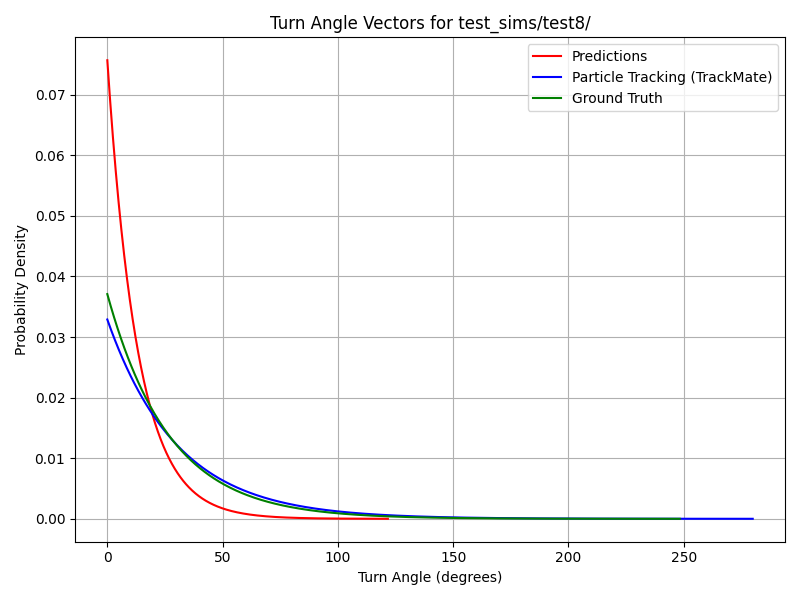 Turn Angle Vectors for test_sims/test8/
Predictions
Particle Tracking (TrackMate)
Ground Truth
Probability Density
0.07
0.06
0.05
0.04
0.03
0.02
0.01
0.00
0 50 100 150 200 250
Turn Angle (degrees)